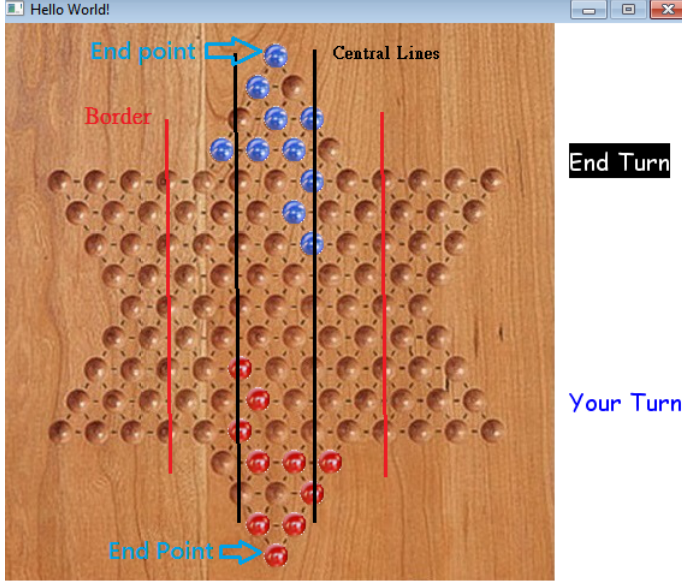 Hello World!
End point
Central Lines
Border
End Turn
Your Turn
End Point